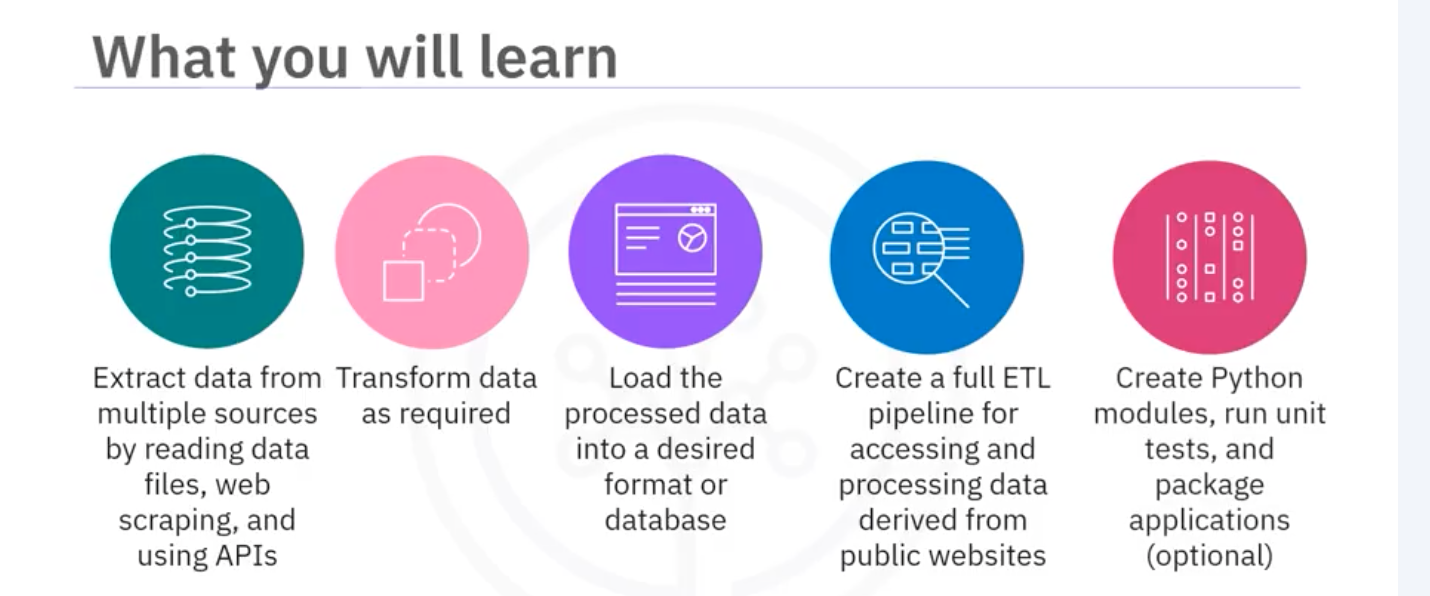 What you will learn
Extract data from
multiple sources
by reading data
files, web
scraping, and
using APIs
Transform data
as required
Load the
processed data
into a desired
format or
database
Create a full ETL
pipeline for
accessing and
processing data
derived from
public websites
Create Python
modules, run unit
tests, and
package
applications
(optional)